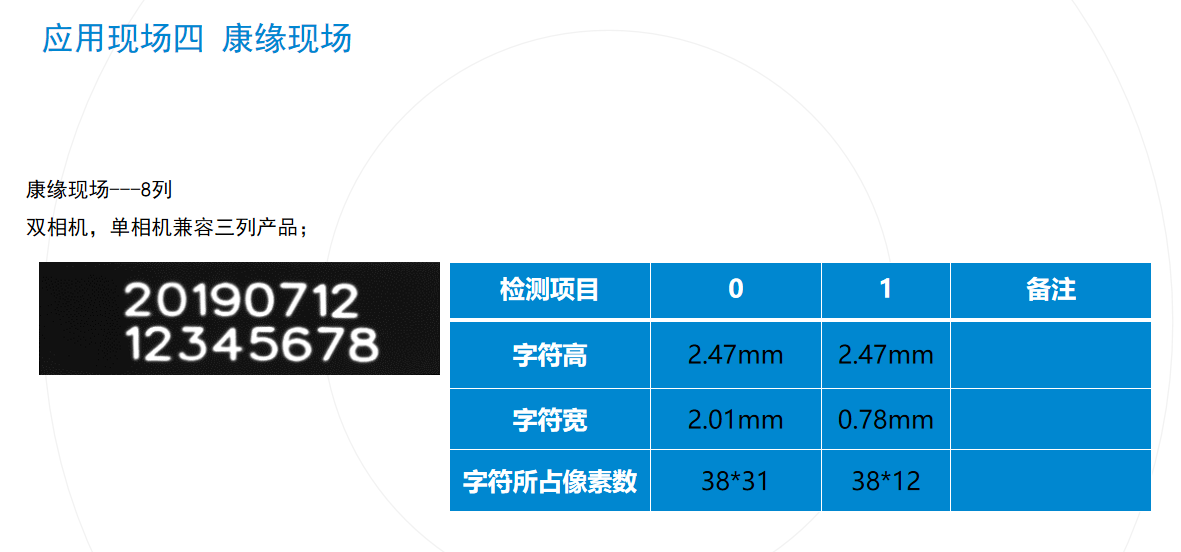 应用现场四 康缘现场
康缘现场---8列
双相机，单相机兼容三列产品；
20190712
12345678
检测项目 0 1 备注
字符高 2.47mm 2.47mm
字符宽 2.01mm 0.78mm
字符所占像素数 38*31 38*12